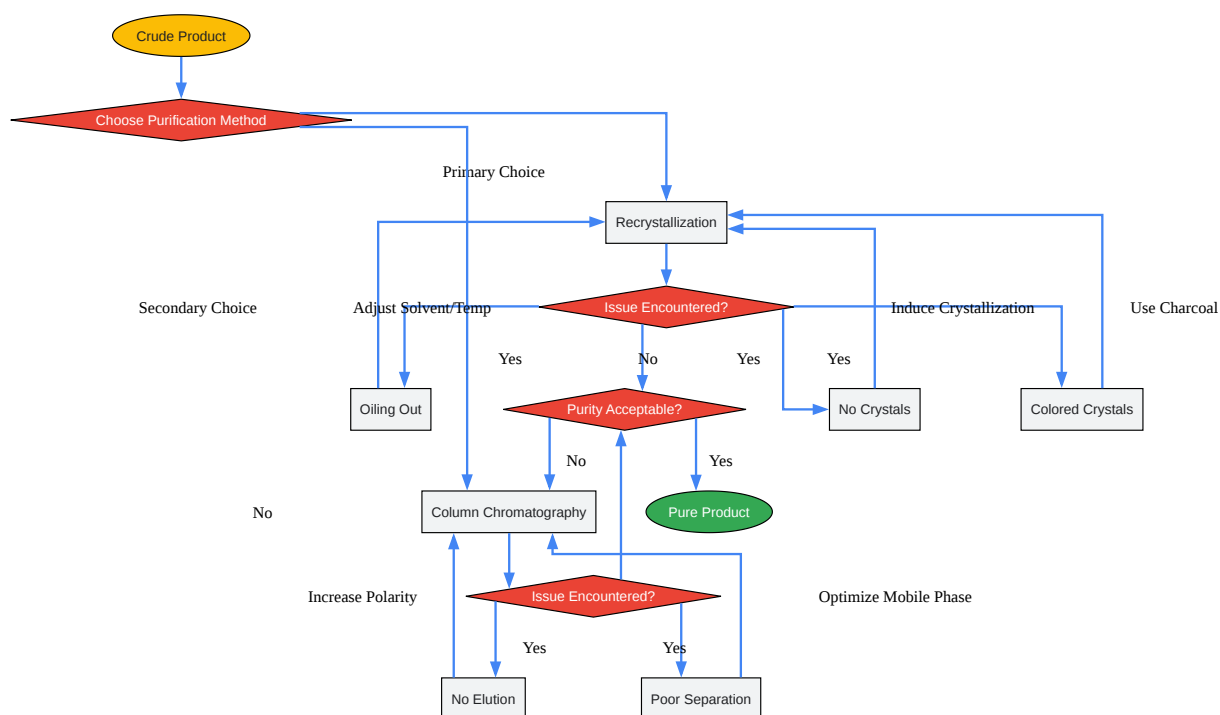 Crude Product
Choose Purification Method
Primary Choice
Recrystallization
Secondary Choice
Adjust Solvent/Temp
Issue Encountered?
Induce Crystallization
Use Charcoal
Yes
No
Yes
Yes
Oiling Out
Purity Acceptable?
No Crystals
Colored Crystals
No
Yes
No
Column Chromatography
Pure Product
Increase Polarity
Issue Encountered?
Optimize Mobile Phase
Yes
Yes
No Elution
Poor Separation